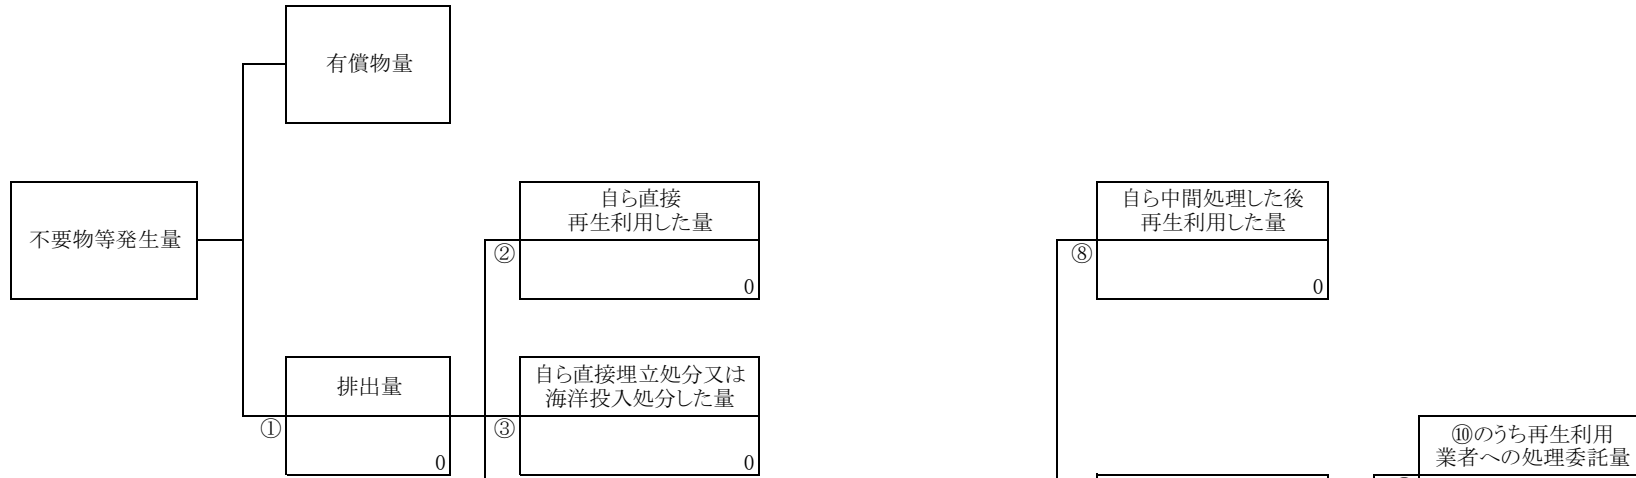 有償物量
不要物等発生量
自ら直接
再生利用した量
②
0
自ら中間処理した後
再生利用した量
⑧
0
排出量
①
0
自ら直接埋立処分又は
海洋投入処分した量
③
0
⑩のうち再生利用
業者への処理委託量